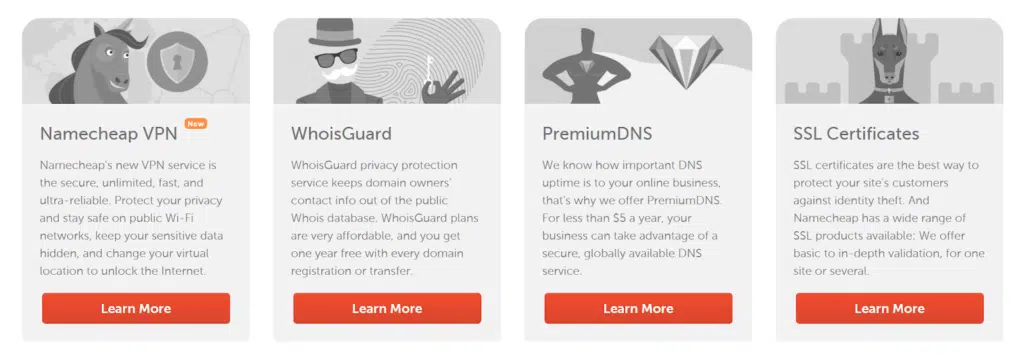 Namecheap VPN New
Namecheap's new VPN service is
the secure, unlimited, fast, and
ultra-reliable. Protect your privacy
and stay safe on public Wi-Fi
networks, keep your sensitive data
hidden, and change your virtual
location to unlock the Internet.
Learn More
WhoisGuard
WhoisGuard privacy protection
service keeps domain owners'
contact info out of the public
Whois database. WhoisGuard plans
are very affordable, and you get
one year free with every domain
registration or transfer.
Learn More
PremiumDNS
We know how important DNS
uptime is to your online business,
that's why we offer PremiumDNS.
For less than $5 a year, your
business can take advantage of a
secure, globally available DNS
service.
Learn More
SSL Certificates
SSL certificates are the best way to
protect your site's customers
against identity theft. And
Namecheap has a wide range of
SSL products available: We offer
basic to in-depth validation, for one
site or several.
Learn More